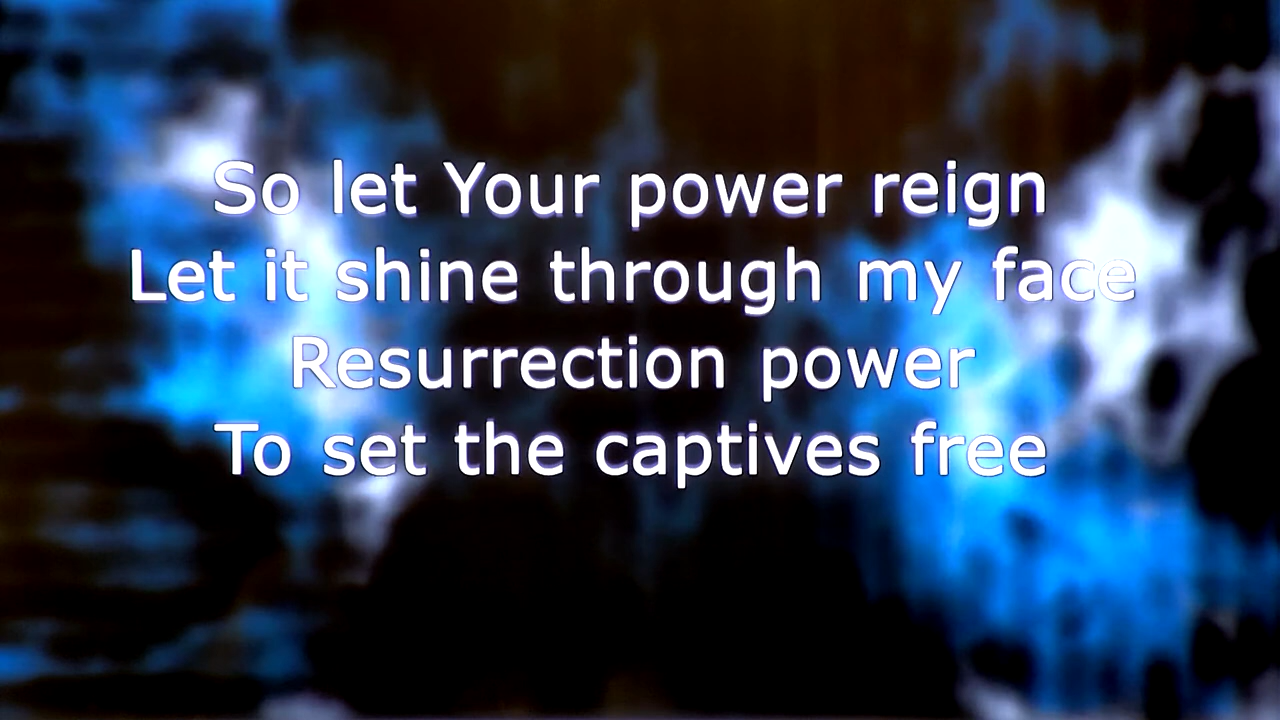 So let Your power reign
Let it shine through my face
Resurrection power
To set the captives free